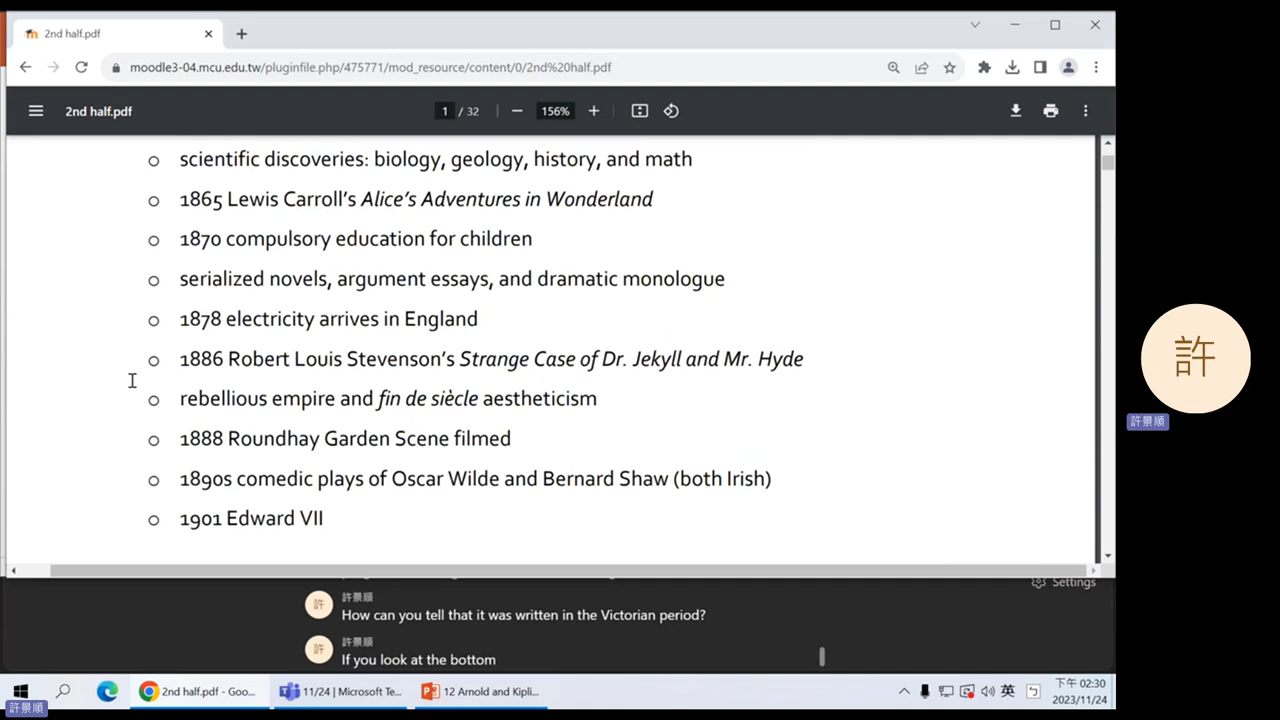 2nd half.pdf
moodle3-04.mcu.edu.tw/pluginfile.php/475771/mod_resource/content/0/2nd%20half.pdf
2nd half.pdf
1 / 32
156%
scientific discoveries: biology, geology, history, and math
1865 Lewis Carroll's Alice's Adventures in Wonderland
1870 compulsory education for children
serialized novels, argument essays, and dramatic monologue
1878 electricity arrives in England
1886 Robert Louis Stevenson's Strange Case of Dr. Jekyll and Mr. Hyde
rebellious empire and fin de siècle aestheticism
1888 Roundhay Garden Scene filmed
1890s comedic plays of Oscar Wilde and Bernard Shaw (both Irish)
1901 Edward VII
許
許景順
Settings
許
許景順
How can you tell that it was written in the Victorian period?
許
許景順
If you look at the bottom
2nd half.pdf - Goo...
11/24 | Microsoft Te...
12 Arnold and Kipli...
英
下午 02:30
2023/11/24
許景順